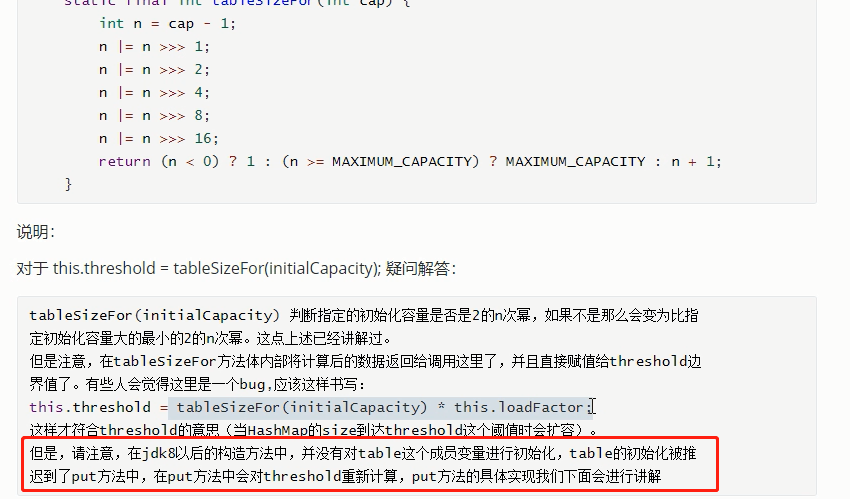 static final int tableSizeFor(int cap) {
int n = cap - 1;
n |= n >>> 1;
n |= n >>> 2;
n |= n >>> 4;
n |= n >>> 8;
n |= n >>> 16;
return (n < 0) ? 1 : (n >= MAXIMUM_CAPACITY) ? MAXIMUM_CAPACITY : n + 1;
}
说明：
对于 this.threshold = tableSizeFor(initialCapacity); 疑问解答：
tableSizeFor(initialCapacity) 判断指定的初始化容量是否是2的n次幂，如果不是那么会变为比指
定初始化容量大的最小的2的n次幂。这点上述已经讲解过。
但是注意，在tableSizeFor方法体内部将计算后的数据返回给调用这里了，并且直接赋值给threshold边
界值了。有些人会觉得这里是一个bug,应该这样书写：
this.threshold = tableSizeFor(initialCapacity) * this.loadFactor;
这样才符合threshold的意思（当HashMap的size到达threshold这个阈值时会扩容）。
但是，请注意，在jdk8以后的构造方法中，并没有对table这个成员变量进行初始化，table的初始化被推
迟到了put方法中，在put方法中会对threshold重新计算，put方法的具体实现我们下面会进行讲解